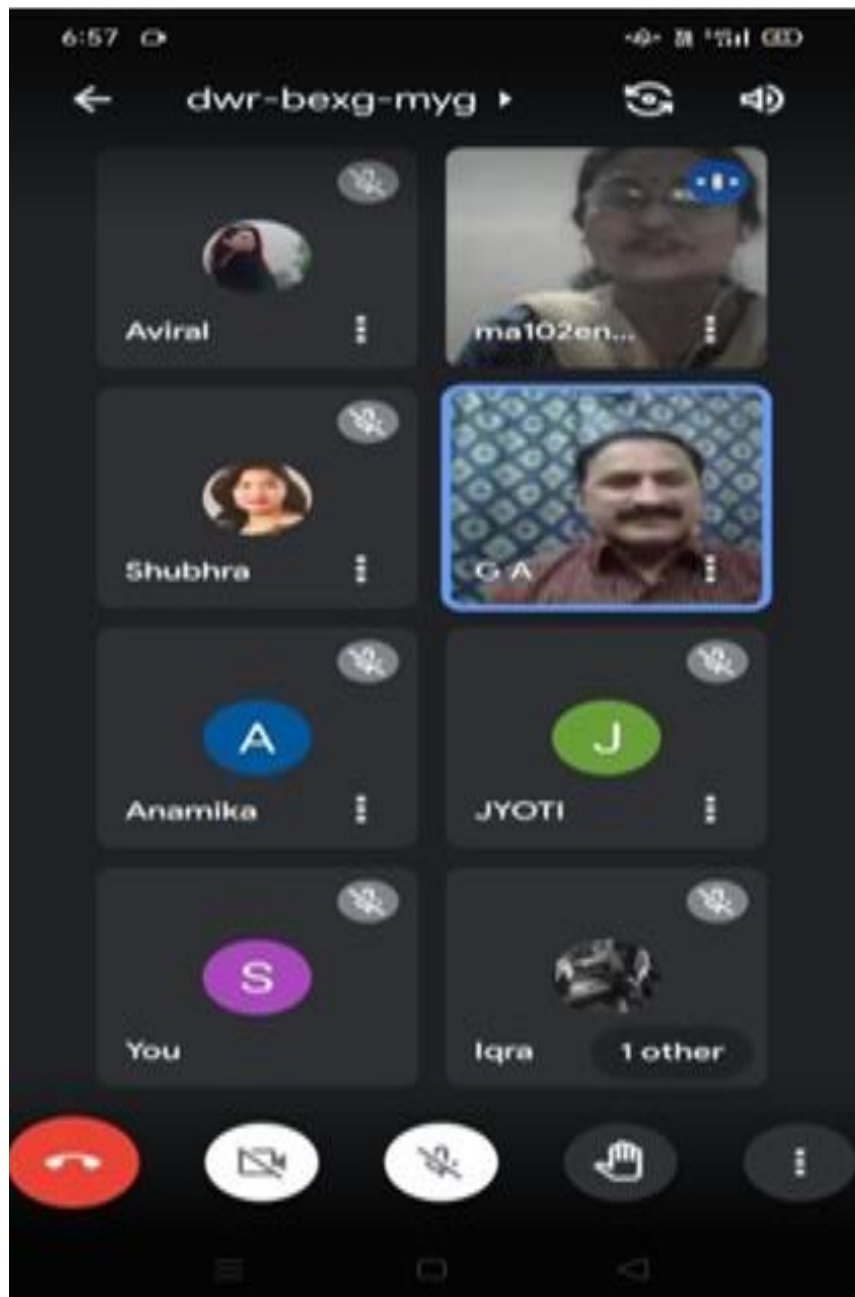 6:57
dwr-bexg-myg
Aviral
ma102en...
Shubhra
G A
A
Anamika
J
JYOTI
S
You
Iqra
1 other